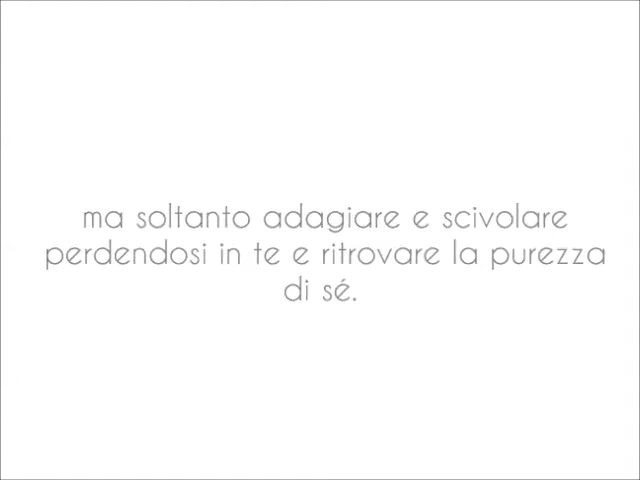 ma soltanto adagiare e scivolare
perdendosi in te e ritrovare la purezza
di sé.